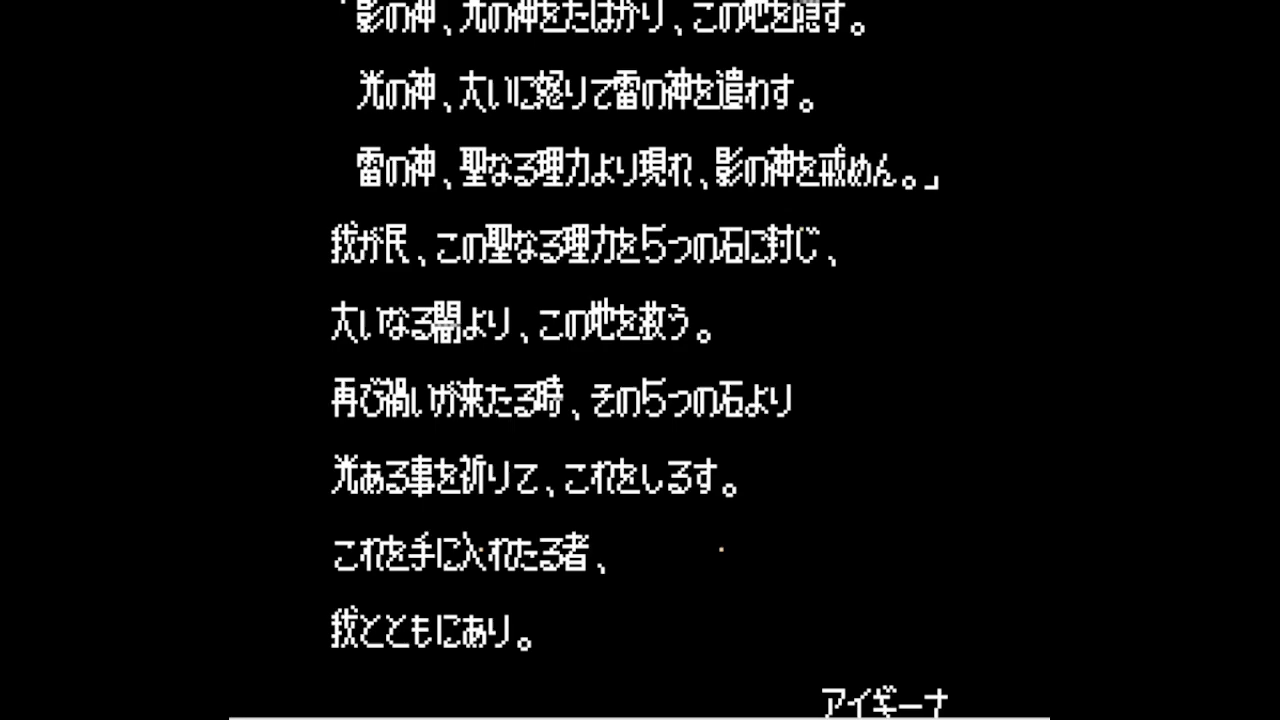 「影の神、光の神をたばかり、この地を隠す。
光の神、大いに怒りて雷の神を遣わす。
雷の神、聖なる理力より現れ、影の神を戒めん。」
我が民、この聖なる理力を5つの石に封じ、
大いなる闇より、この地を救う。
再び禍いが来たる時、その5つの石より
光ある事を祈りて、これをしるす。
これを手に入れたる者、
我とともにあり。
アイギーナ